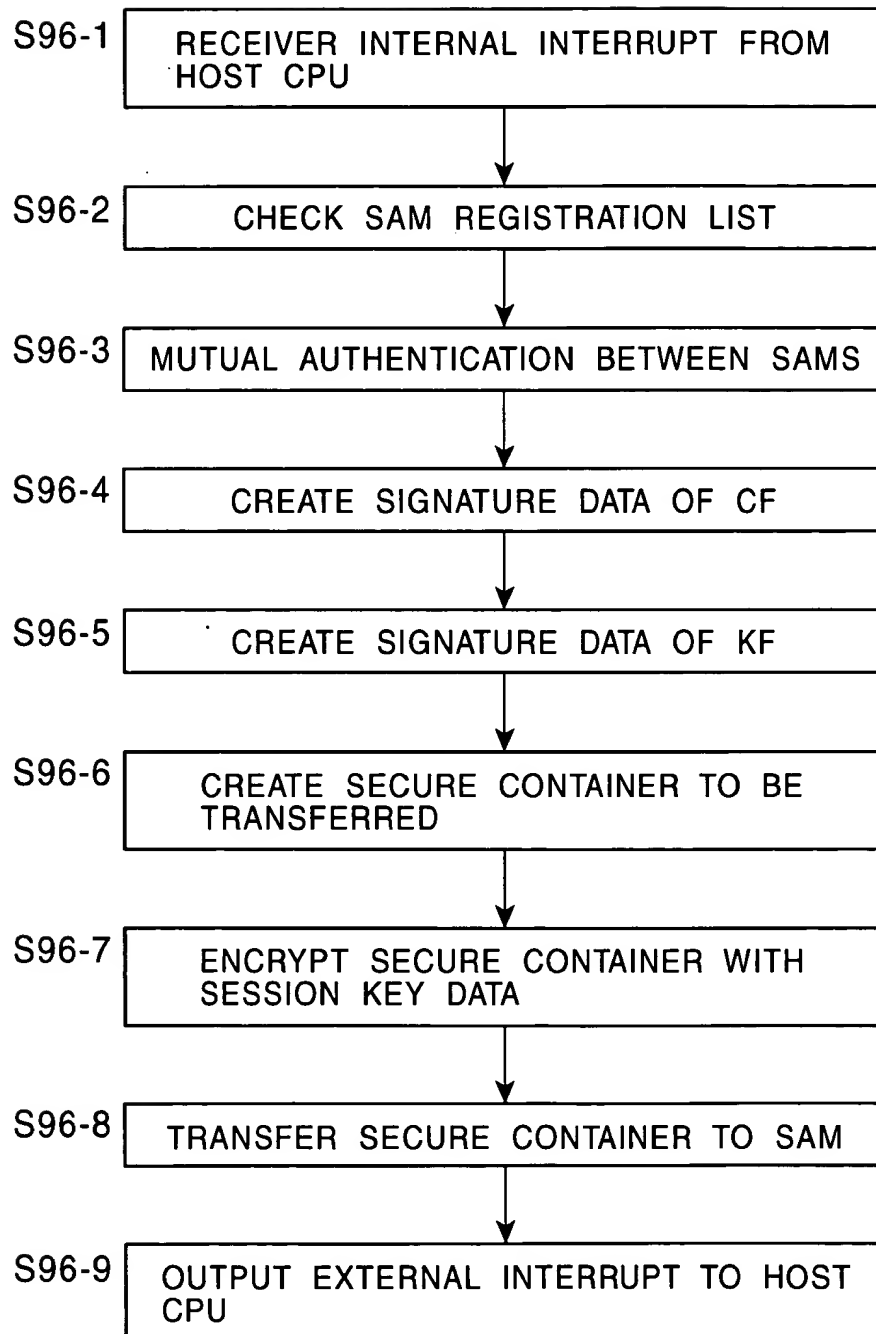 S96-1
RECEIVER INTERNAL INTERRUPT FROM
HOST CPU
S96-2
CHECK SAM REGISTRATION LIST
S96-3
MUTUAL AUTHENTICATION BETWEEN SAMS
S96-4
CREATE SIGNATURE DATA OF CF
S96-5
CREATE SIGNATURE DATA OF KF
S96-6
CREATE SECURE CONTAINER TO BE
TRANSFERRED
S96-7
ENCRYPT SECURE CONTAINER WITH
SESSION KEY DATA
S96-8
TRANSFER SECURE CONTAINER TO SAM
S96-9
OUTPUT EXTERNAL INTERRUPT TO HOST
CPU